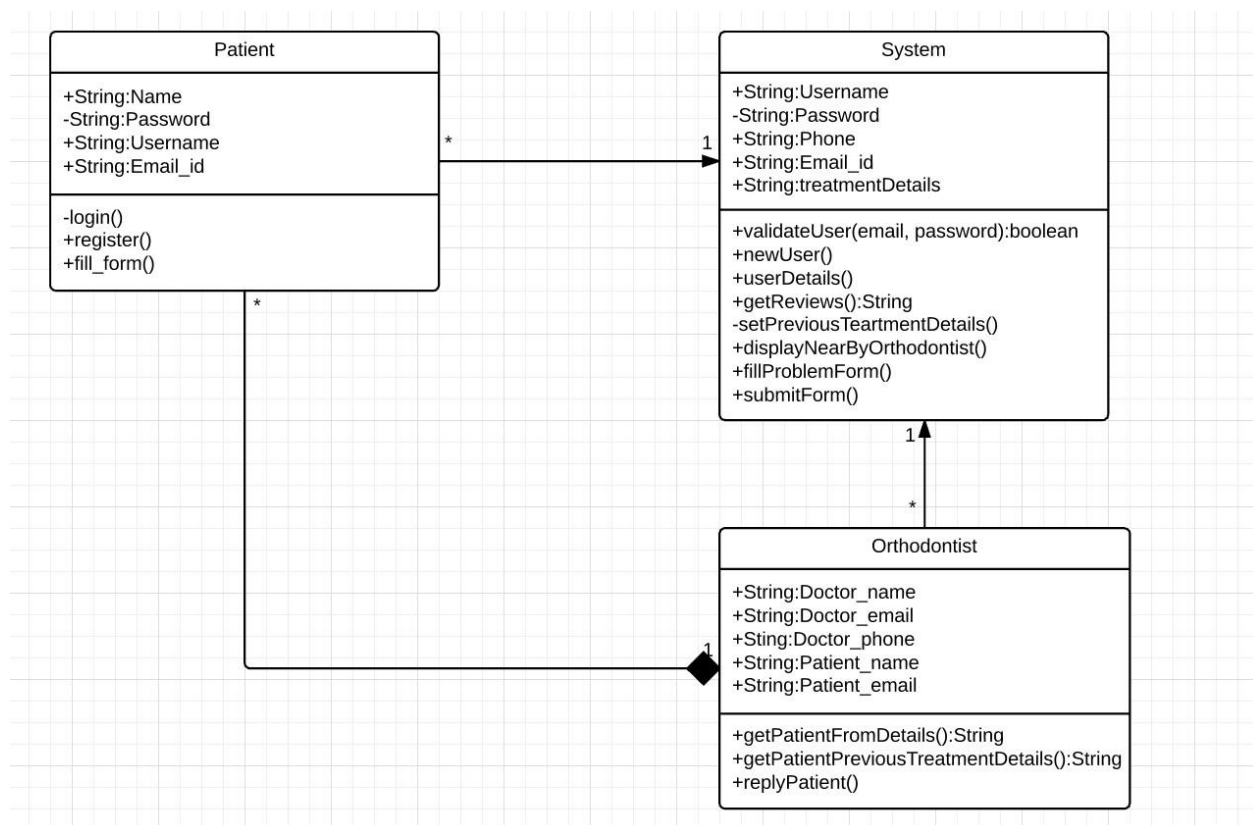 Patient
+String:Name
-String:Password
+String:Username
+String:Email_id
-login()
+register()
+fill_form()
*
1
System
+String:Username
-String:Password
+String:Phone
+String:Email_id
+String:treatmentDetails
+validateUser(email, password):boolean
+newUser()
+userDetails()
+getReviews():String
-setPreviousTeartmentDetails()
+displayNearByOrthodontist()
+fillProblemForm()
+submitForm()
*
1
*
1
Orthodontist
+String:Doctor_name
+String:Doctor_email
+Sting:Doctor_phone
+String:Patient_name
+String:Patient_email
+getPatientFromDetails():String
+getPatientPreviousTreatmentDetails():String
+replyPatient()